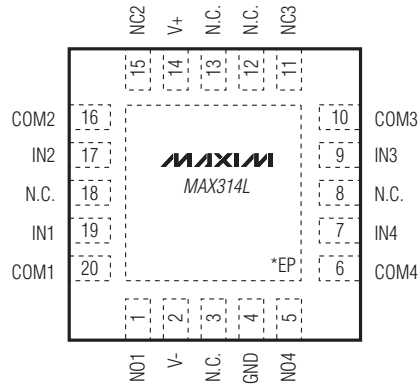 NC2 V+ N.C. N.C. NC3
15 14 13 12 11
COM2 16 10 COM3
IN2 17 9 IN3
MAXIM
MAX314L
N.C. 18 8 N.C.
IN1 19 7 IN4
COM1 20 *EP 6 COM4
1 2 3 4 5
NO1 V- N.C. GND NO4